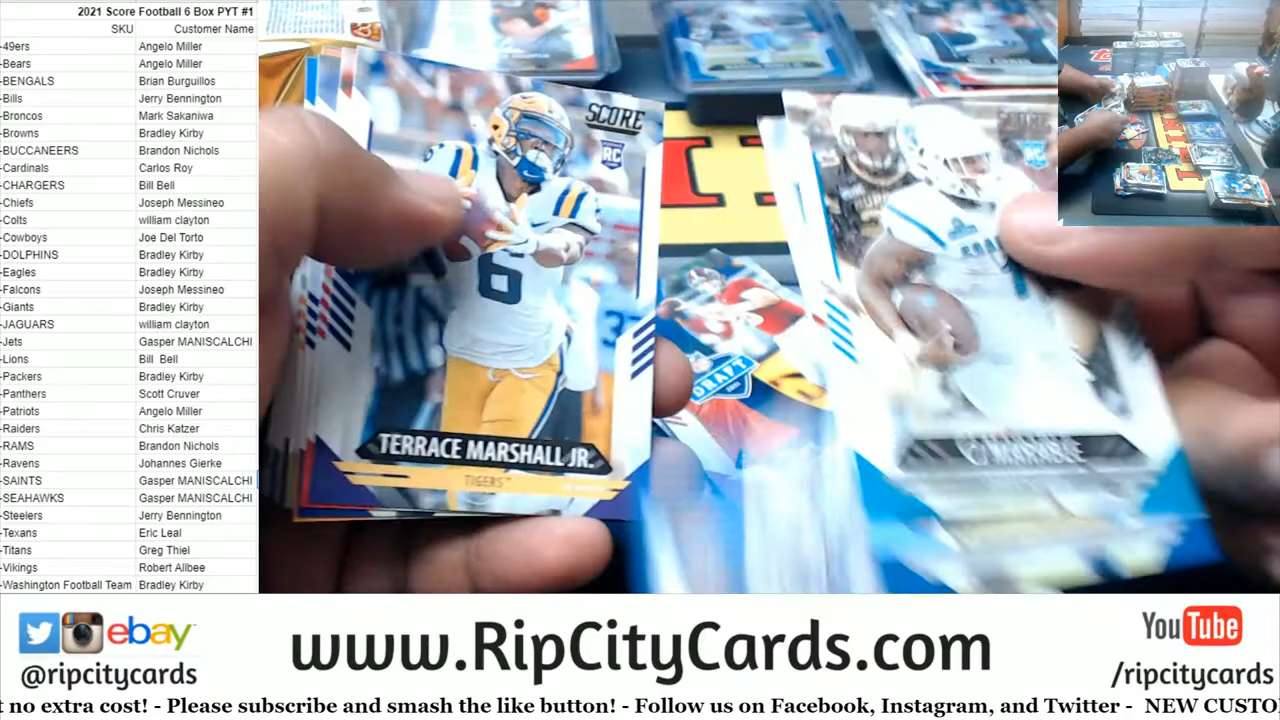 2021 Score Football 6 Box PYT #1
SKU Customer Name
-49ers Angelo Miller
-Bears Angelo Miller
-BENGALS Brian Burguillos
-Bills Jerry Bennington
-Broncos Mark Sakaniwa
-Browns Bradley Kirby
-BUCCANEERS Brandon Nichols
-Cardinals Carlos Roy
-CHARGERS Bill Bell
-Chiefs Joseph Messineo
-Colts william clayton
-Cowboys Joe Del Torto
-DOLPHINS Bradley Kirby
-Eagles Bradley Kirby
-Falcons Joseph Messineo
-Giants Bradley Kirby
-JAGUARS william clayton
-Jets Gasper MANISCALCHI
-Lions Bill Bell
-Packers Bradley Kirby
-Panthers Scott Cruver
-Patriots Angelo Miller
-Raiders Chris Katzer
-RAMS Brandon Nichols
-Ravens Johannes Gierke
-SAINTS Gasper MANISCALCHI
-SEAHAWKS Gasper MANISCALCHI
-Steelers Jerry Bennington
-Texans Eric Leal
-Titans Greg Thiel
-Vikings Robert Allbee
-Washington Football Team Bradley Kirby
SCORE
RC
6
TERRACE MARSHALL JR.
TIGERS
DRAFT
CJ MARABLE
ebay
@ripcitycards
www.RipCityCards.com
YouTube
/ripcitycards
t no extra cost! - Please subscribe and smash the like button! - Follow us on Facebook, Instagram, and Twitter - NEW CUSTO